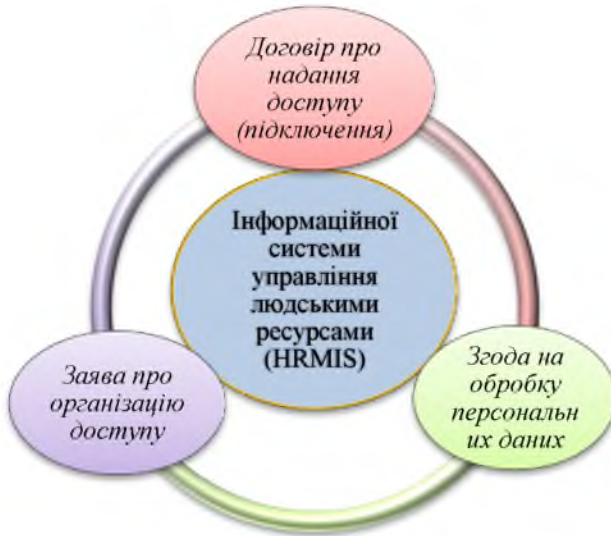 Договір про
надання
доступу
(підключення)
Інформаційної
системи
управління
людськими
ресурсами
(HRMIS)
Заява про
організацію
доступу
Згода на
обробку
персональн
их даних